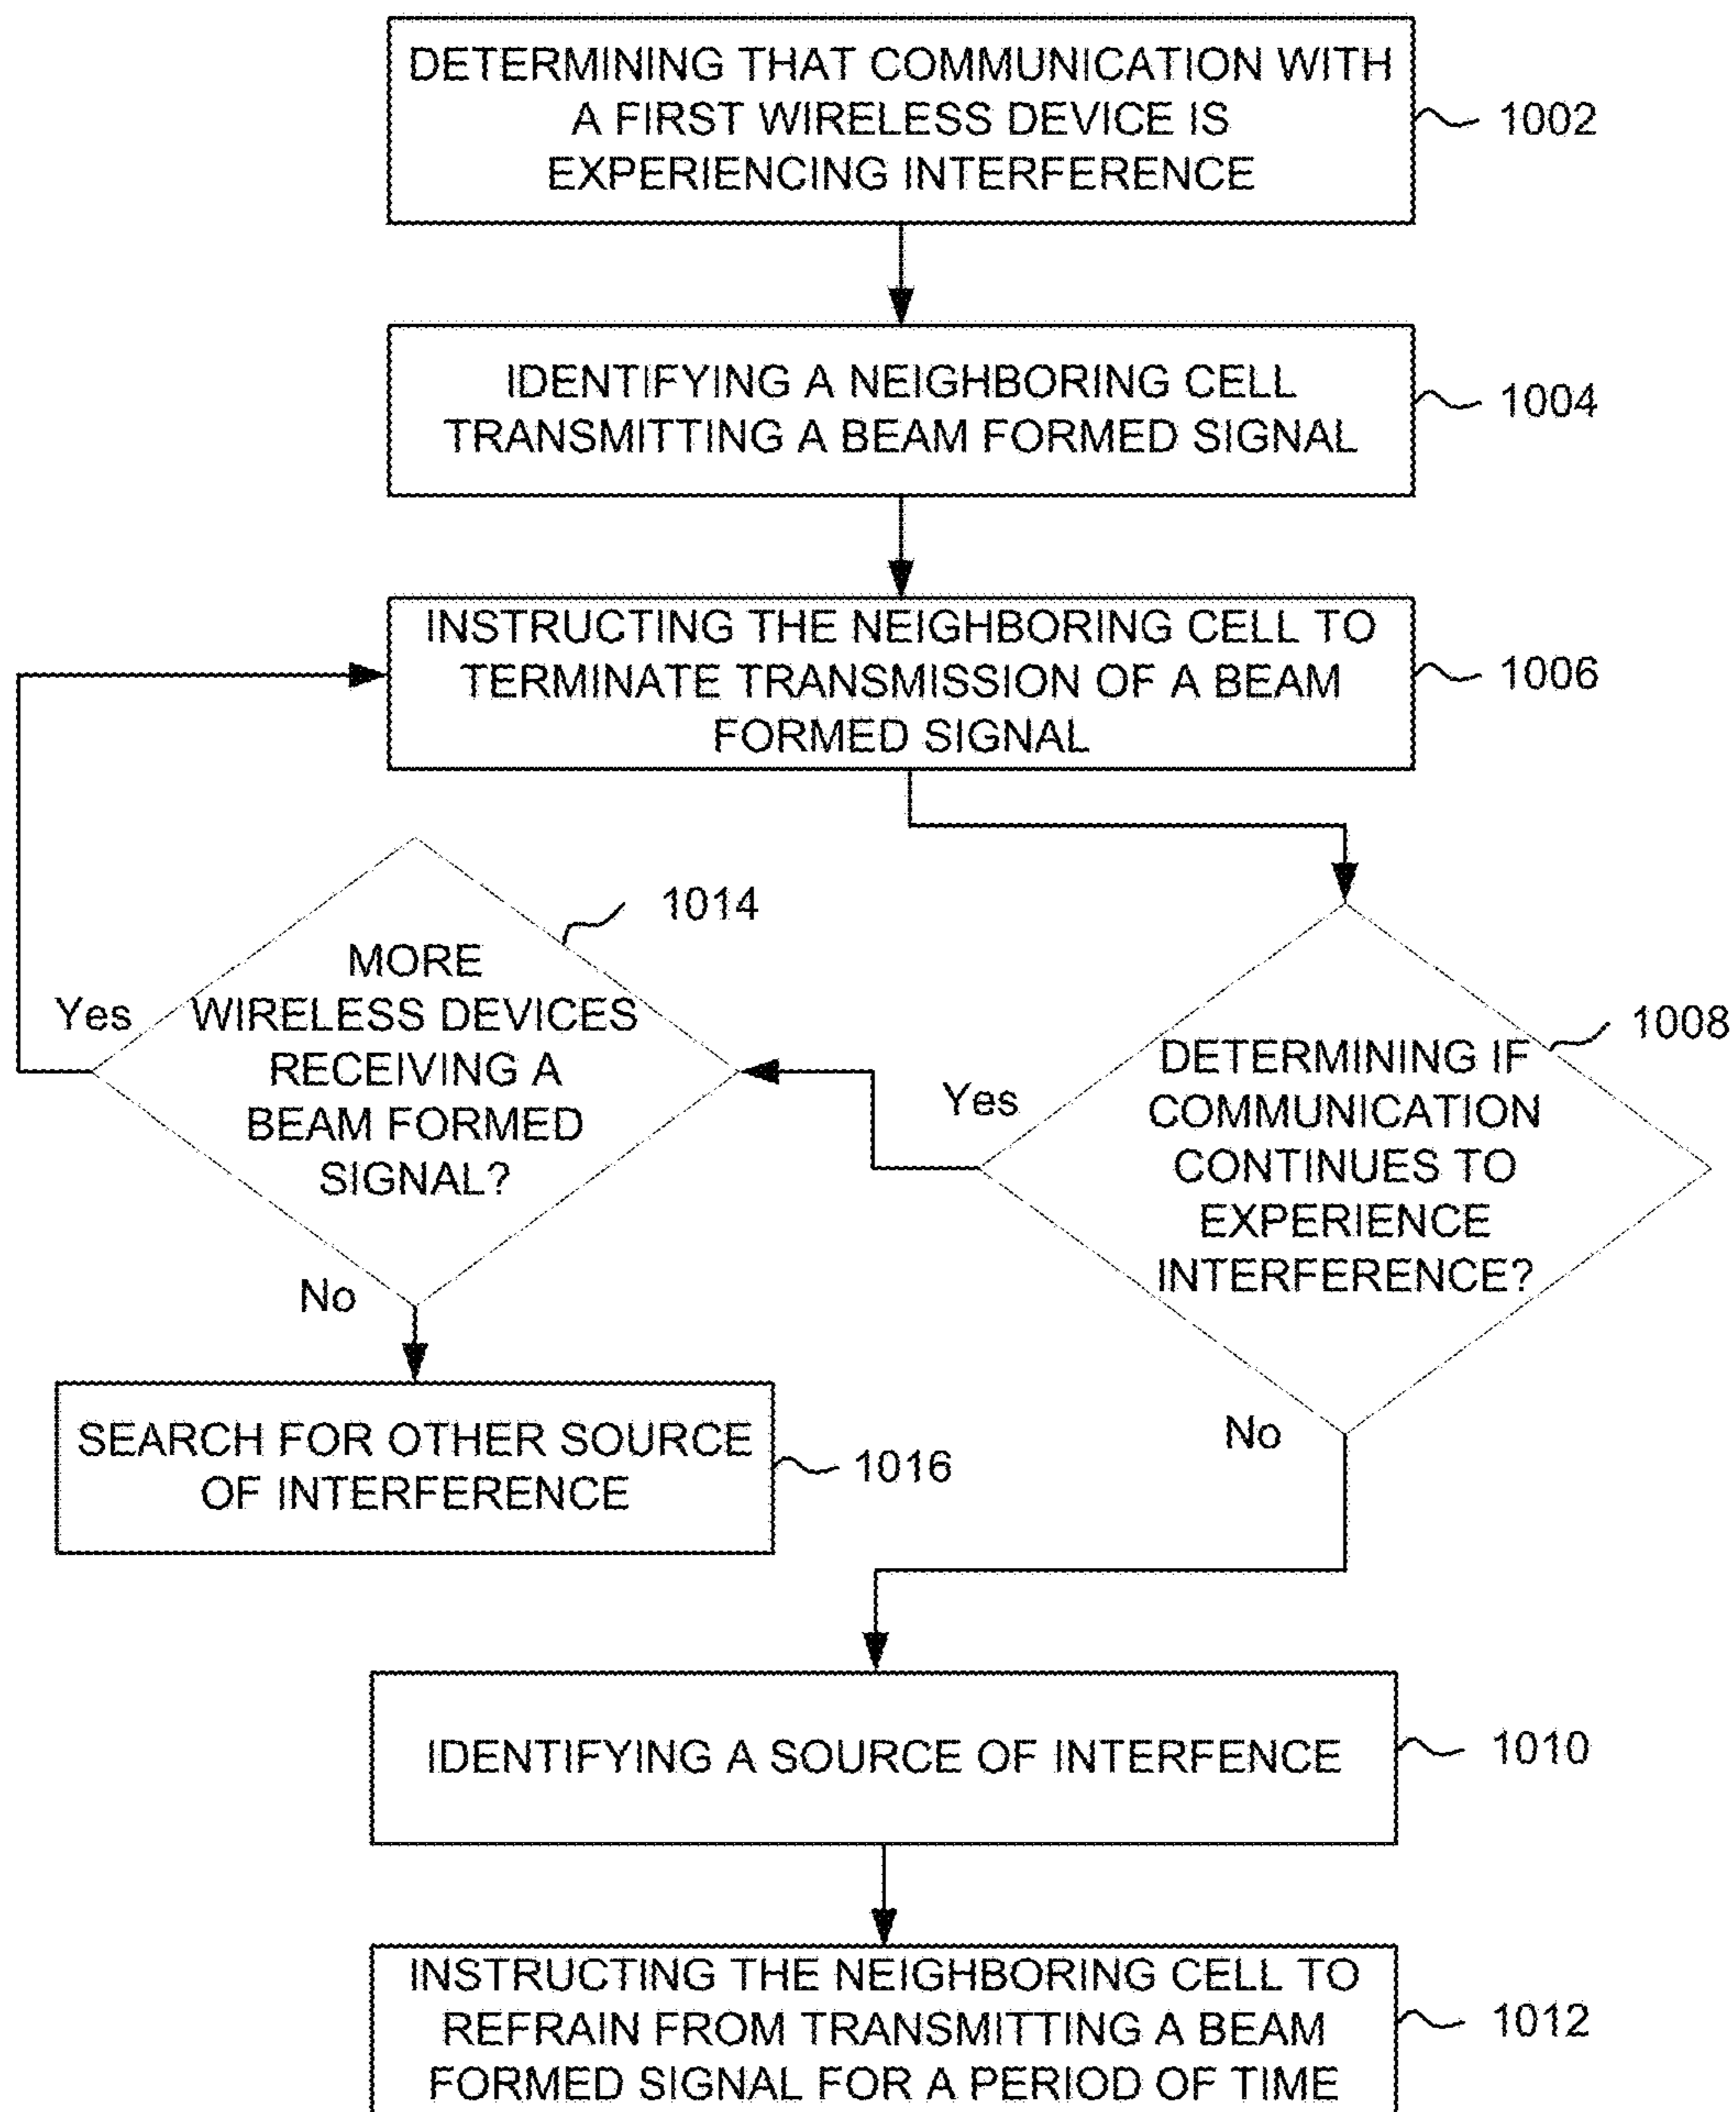 DETERMINING THAT COMMUNICATION WITH
A FIRST WIRELESS DEVICE IS
EXPERIENCING INTERFERENCE
1002
IDENTIFYING A NEIGHBORING CELL
TRANSMITTING A BEAM FORMED SIGNAL
1004
INSTRUCTING THE NEIGHBORING CELL TO
TERMINATE TRANSMISSION OF A BEAM
FORMED SIGNAL
1006
1014
MORE
WIRELESS DEVICES
RECEIVING A
BEAM FORMED
SIGNAL?
Yes
No
1008
DETERMINING IF
COMMUNICATION
CONTINUES TO
EXPERIENCE
INTERFERENCE?
Yes
No
SEARCH FOR OTHER SOURCE
OF INTERFERENCE
1016
IDENTIFYING A SOURCE OF INTERFENCE
1010
INSTRUCTING THE NEIGHBORING CELL TO
REFRAIN FROM TRANSMITTING A BEAM
FORMED SIGNAL FOR A PERIOD OF TIME
1012